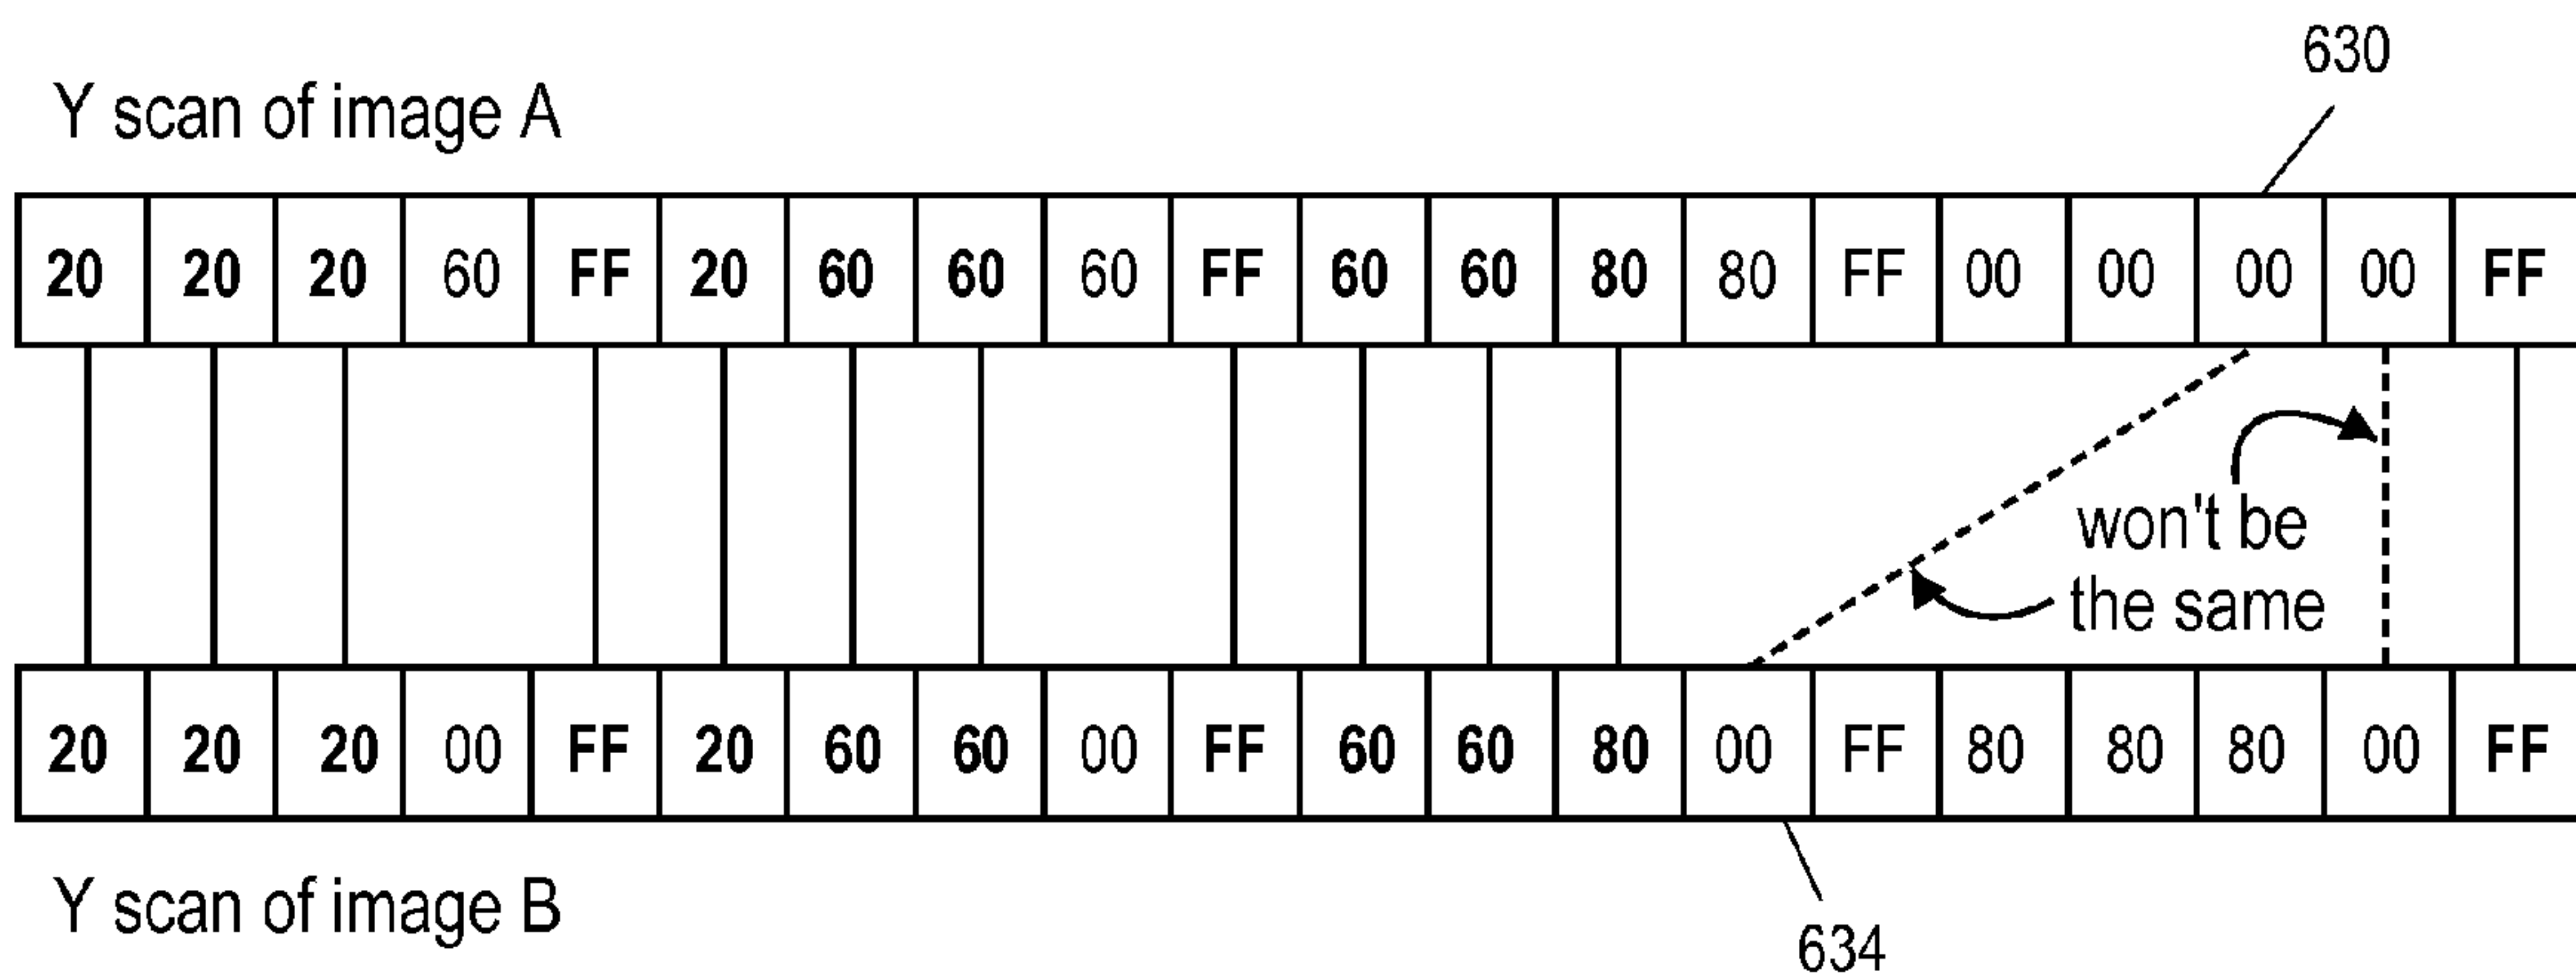 630
Y scan of image A
20 20 20 60 FF 20 60 60 60 FF 60 60 80 80 FF 00 00 00 00 FF
won't be
the same
20 20 20 00 FF 20 60 60 00 FF 60 60 80 00 FF 80 80 80 00 FF
Y scan of image B
634